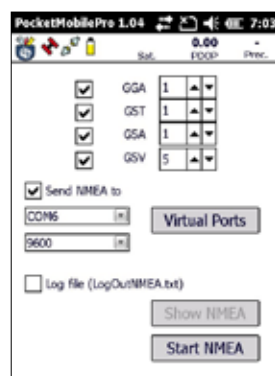 PocketMobilePro 1.04 7:03
0.00 -
Sat. PDOP Prec.
GGA 1
GST 1
GSA 1
GSV 5
Send NMEA to
COM6
Virtual Ports
9600
Log file (LogOutNMEA.txt)
Show NMEA
Start NMEA